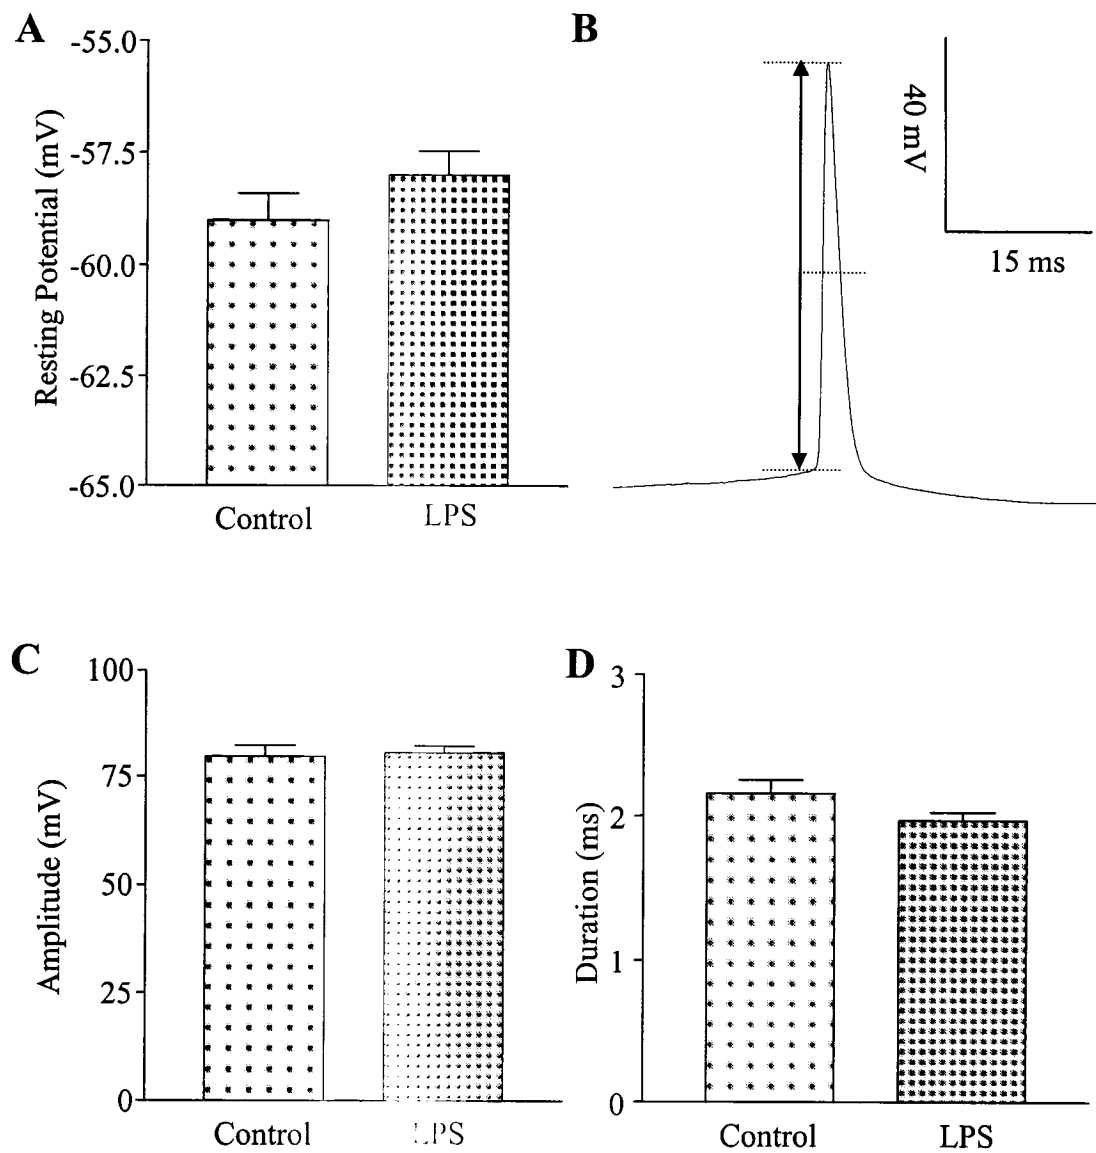 A
-55.0
-57.5
-60.0
-62.5
-65.0
Resting Potential (mV)
Control
LPS
B
40 mV
15 ms
C
100
75
50
25
0
Amplitude (mV)
Control
LPS
D
3
2
1
0
Duration (ms)
Control
LPS